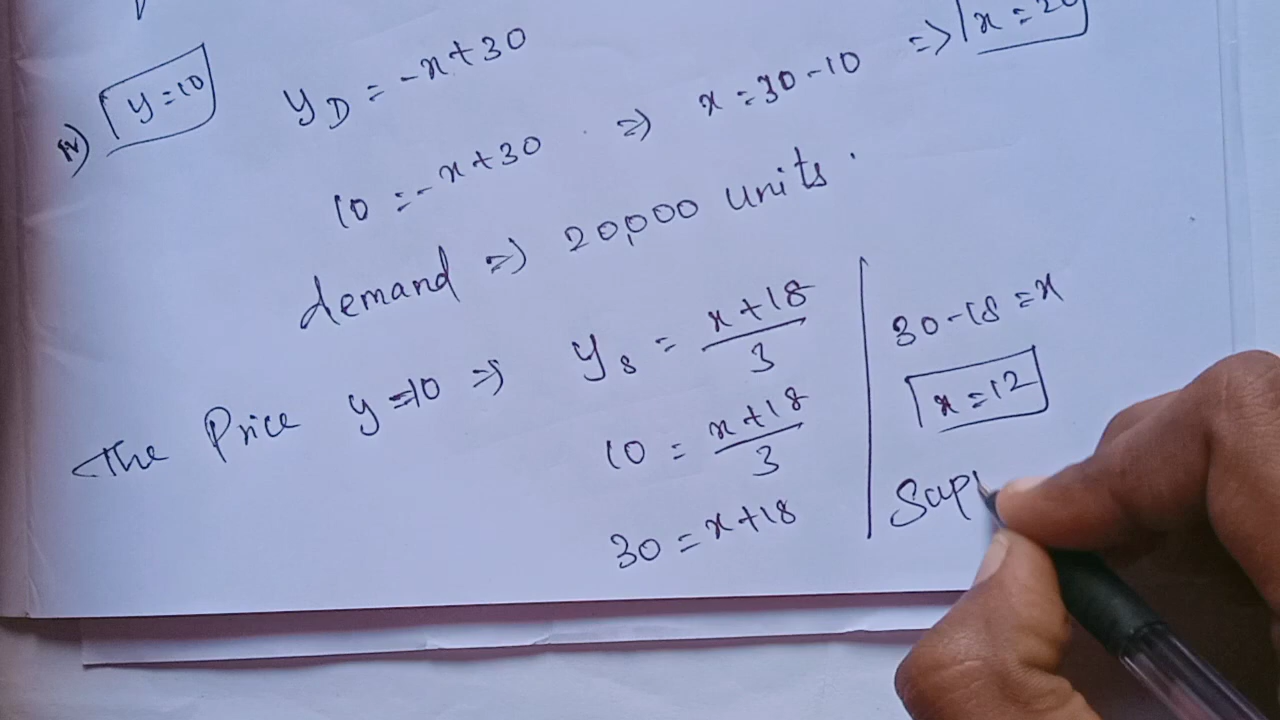 iv) y=10 y_D = -x+30
10 = -x+30 => x = 30-10 => x = 20
demand => 20,000 units.
The Price y=10 => y_s = (x+18)/3
10 = (x+18)/3
30 = x+18
30-18 = x
x=12
Sup